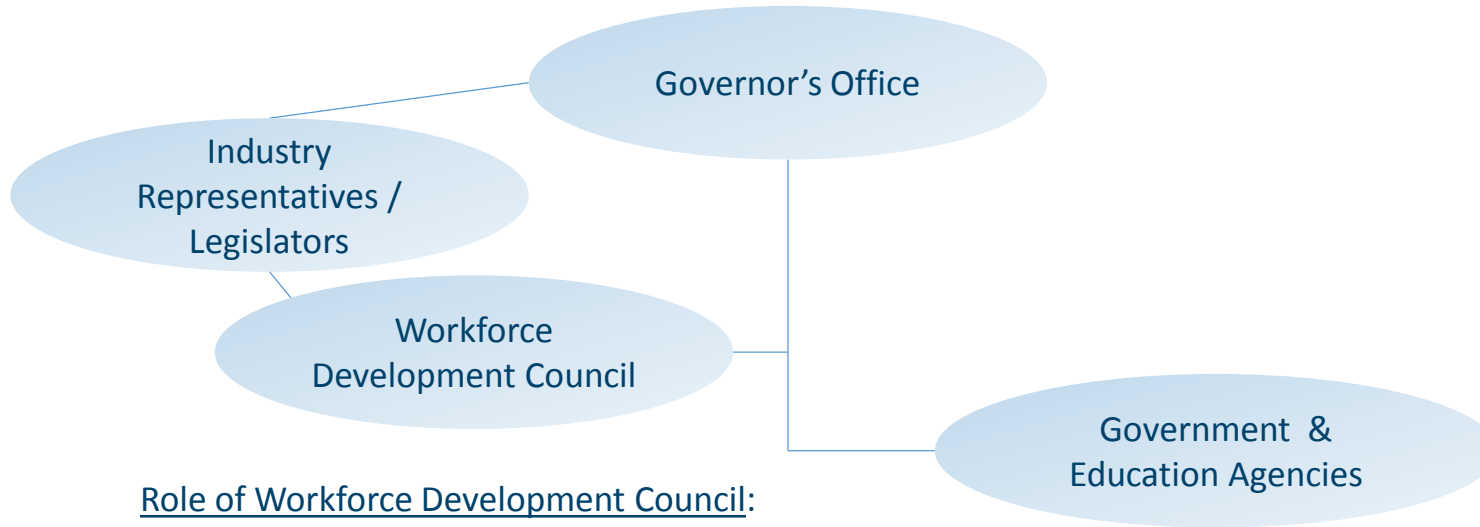 Governor’s Office
Industry
Representatives /
Legislators
Workforce
Development Council
Government  &
Education Agencies
Role of Workforce Development Council: